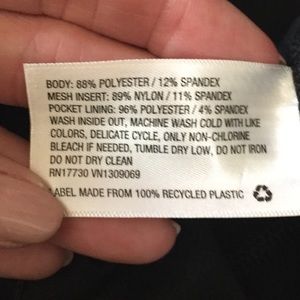 BODY: 88% POLYESTER / 12% SPANDEX
MESH INSERT: 89% NYLON / 11% SPANDEX
POCKET LINING: 96% POLYESTER / 4% SPANDEX
WASH INSIDE OUT, MACHINE WASH COLD WITH LIKE
COLORS, DELICATE CYCLE, ONLY NON-CHLORINE
BLEACH IF NEEDED, TUMBLE DRY LOW, DO NOT IRON
DO NOT DRY CLEAN
RN17730 VN1309069
LABEL MADE FROM 100% RECYCLED PLASTIC